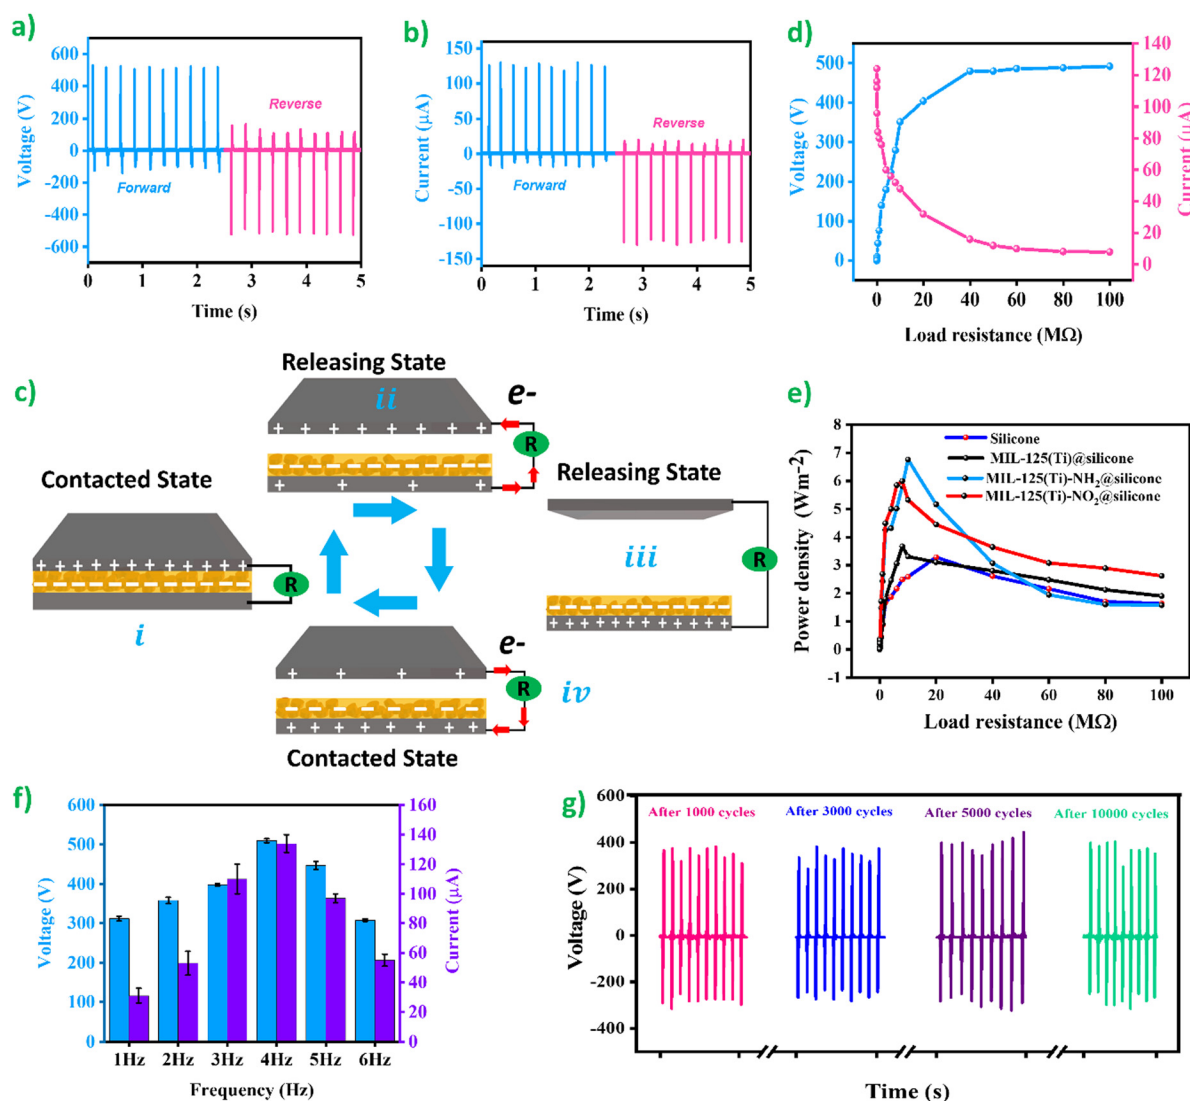 a)
600
400
200
0
-200
-400
-600
Voltage (V)
Reverse
Forward
0 1 2 3 4 5
Time (s)
b)
150
100
50
0
-50
-100
-150
Current (μA)
Reverse
Forward
0 1 2 3 4 5
Time (s)
d)
500
400
300
200
100
0
Voltage (V)
140
120
100
80
60
40
20
0
Current (μA)
0 20 40 60 80 100
Load resistance (MΩ)
c)
Releasing State
ii
e-
R
Contacted State
R
i
Releasing State
iii
R
e-
R
iv
Contacted State
e)
8
7
6
5
4
3
2
1
0
-1
Power density (Wm-2)
Silicone
MIL-125(Ti)@silicone
MIL-125(Ti)-NH2@silicone
MIL-125(Ti)-NO2@silicone
0 20 40 60 80 100
Load resistance (MΩ)
f)
600
500
400
300
200
100
0
Voltage (V)
160
140
120
100
80
60
40
20
0
Current (μA)
1Hz 2Hz 3Hz 4Hz 5Hz 6Hz
Frequency (Hz)
g)
600
400
200
0
-200
-400
Voltage (V)
After 1000 cycles After 3000 cycles After 5000 cycles After 10000 cycles
Time (s)